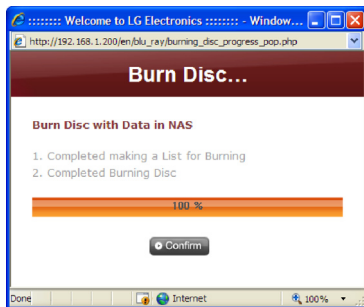 :::::::: Welcome to LG Electronics :::::::: - Window...
http://192.168.1.200/en/blu_ray/burning_disc_progress_pop.php
Burn Disc...
Burn Disc with Data in NAS
1. Completed making a List for Burning
2. Completed Burning Disc
100 %
Confirm
Done Internet 100%